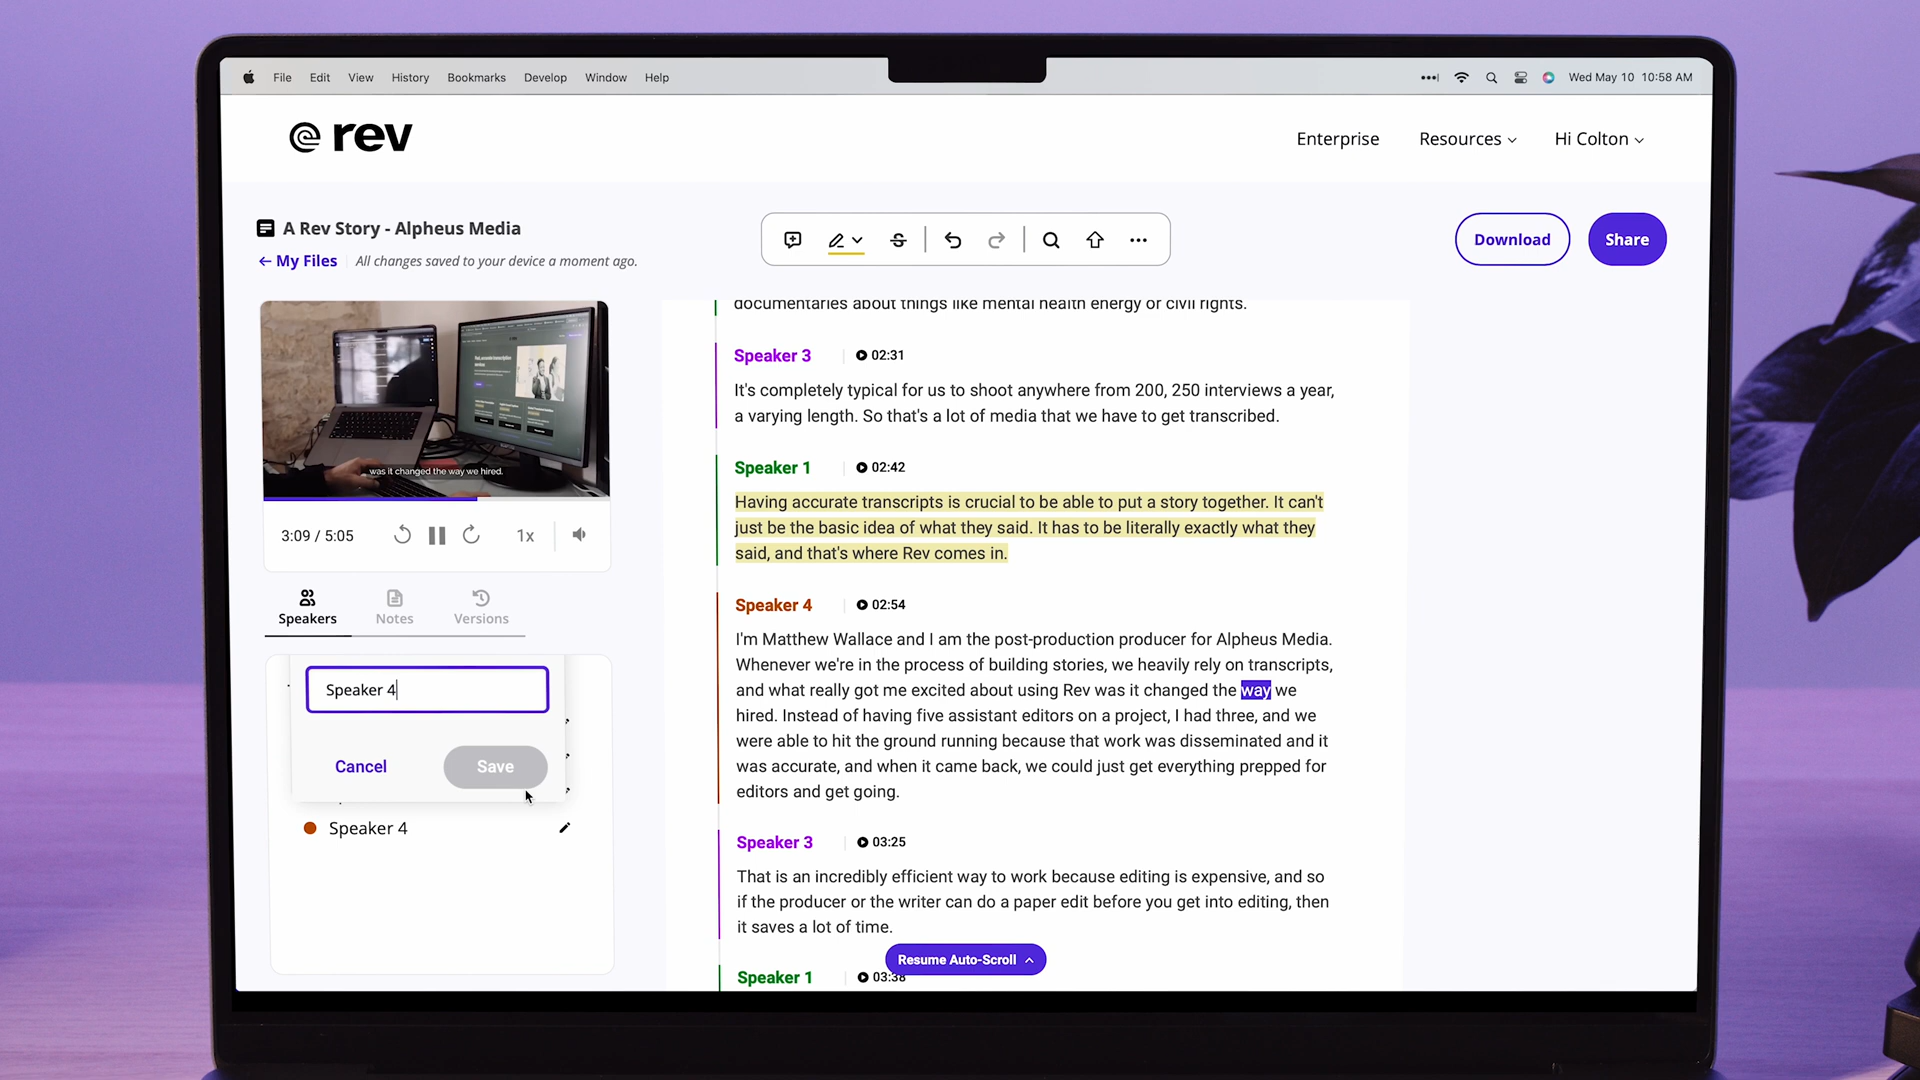 File Edit View History Bookmarks Develop Window Help
Wed May 10 10:58 AM
rev
Enterprise Resources Hi Colton
A Rev Story - Alpheus Media
My Files All changes saved to your device a moment ago.
Download Share
was it changed the way we hired.
3:09 / 5:05 1x
Speakers Notes Versions
Speaker 4
Cancel Save
Speaker 4
documentaries about things like mental health energy or civil rights.
Speaker 3 02:31
It's completely typical for us to shoot anywhere from 200, 250 interviews a year,
a varying length. So that's a lot of media that we have to get transcribed.
Speaker 1 02:42
Having accurate transcripts is crucial to be able to put a story together. It can't
just be the basic idea of what they said. It has to be literally exactly what they
said, and that's where Rev comes in.
Speaker 4 02:54
I'm Matthew Wallace and I am the post-production producer for Alpheus Media.
Whenever we're in the process of building stories, we heavily rely on transcripts,
and what really got me excited about using Rev was it changed the way we
hired. Instead of having five assistant editors on a project, I had three, and we
were able to hit the ground running because that work was disseminated and it
was accurate, and when it came back, we could just get everything prepped for
editors and get going.
Speaker 3 03:25
That is an incredibly efficient way to work because editing is expensive, and so
if the producer or the writer can do a paper edit before you get into editing, then
it saves a lot of time.
Resume Auto-Scroll
Speaker 1 03:38